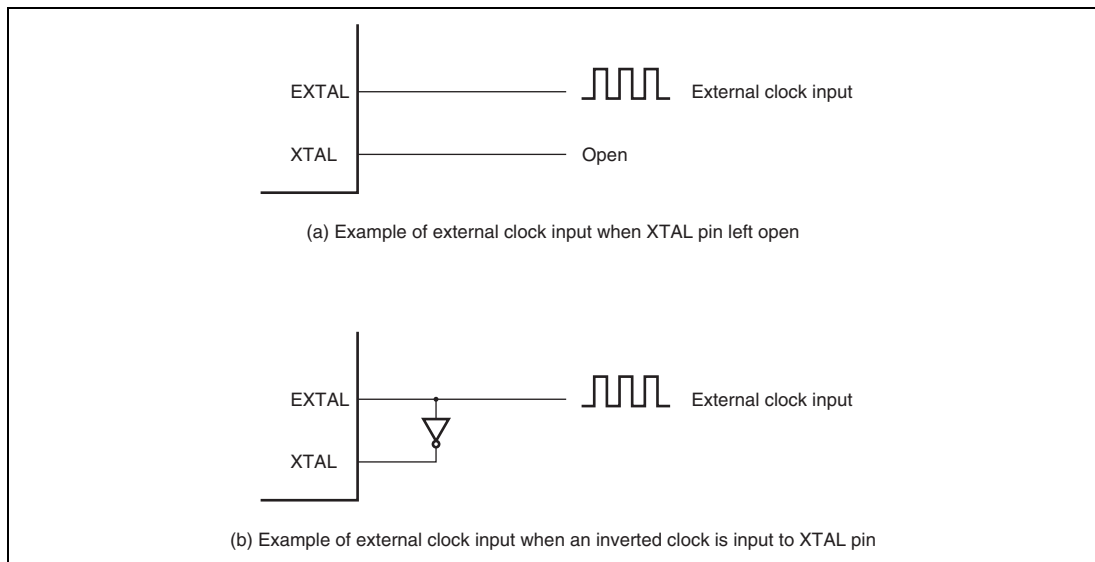 EXTAL
External clock input
XTAL
Open
(a) Example of external clock input when XTAL pin left open
EXTAL
External clock input
XTAL
(b) Example of external clock input when an inverted clock is input to XTAL pin